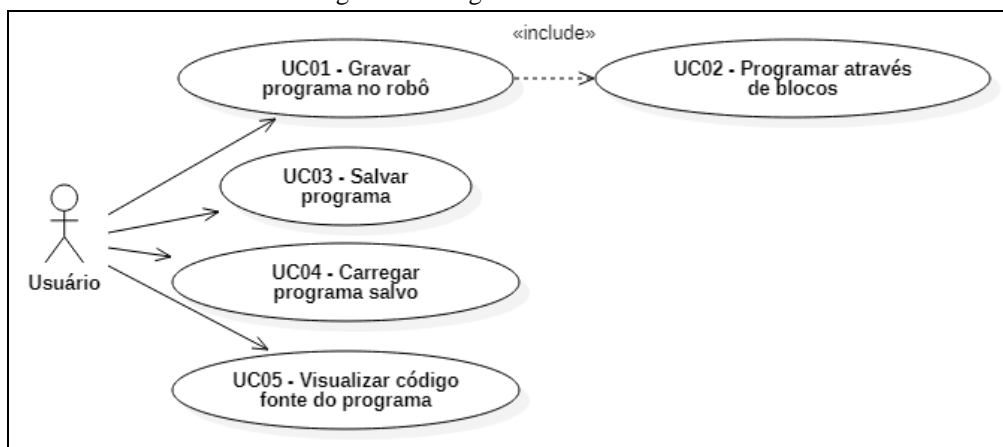 «include»
UC01 - Gravar
programa no robô
UC02 - Programar através
de blocos
UC03 - Salvar
programa
Usuário
UC04 - Carregar
programa salvo
UC05 - Visualizar código
fonte do programa